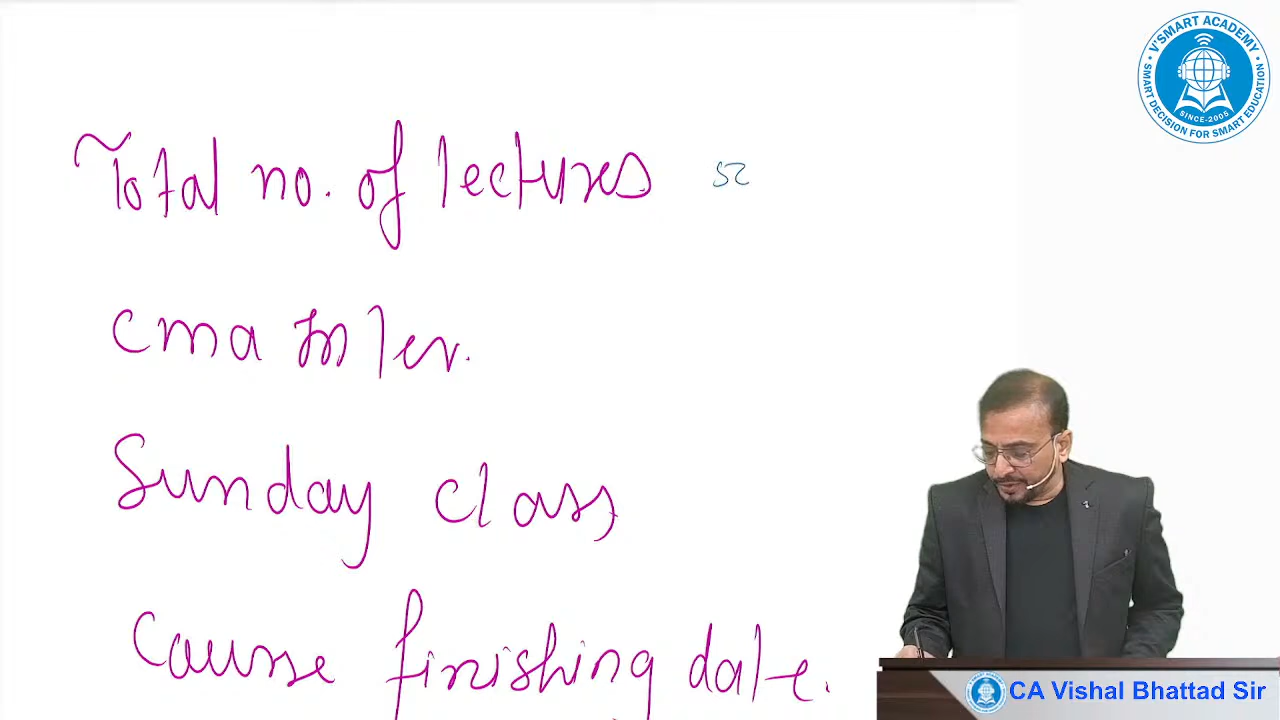 V'SMART ACADEMY
SMART DECISION FOR SMART EDUCATION
SINCE-2005
Total no. of lectures 52
cma Inter.
Sunday class
Course finishing date.
CA Vishal Bhattad Sir